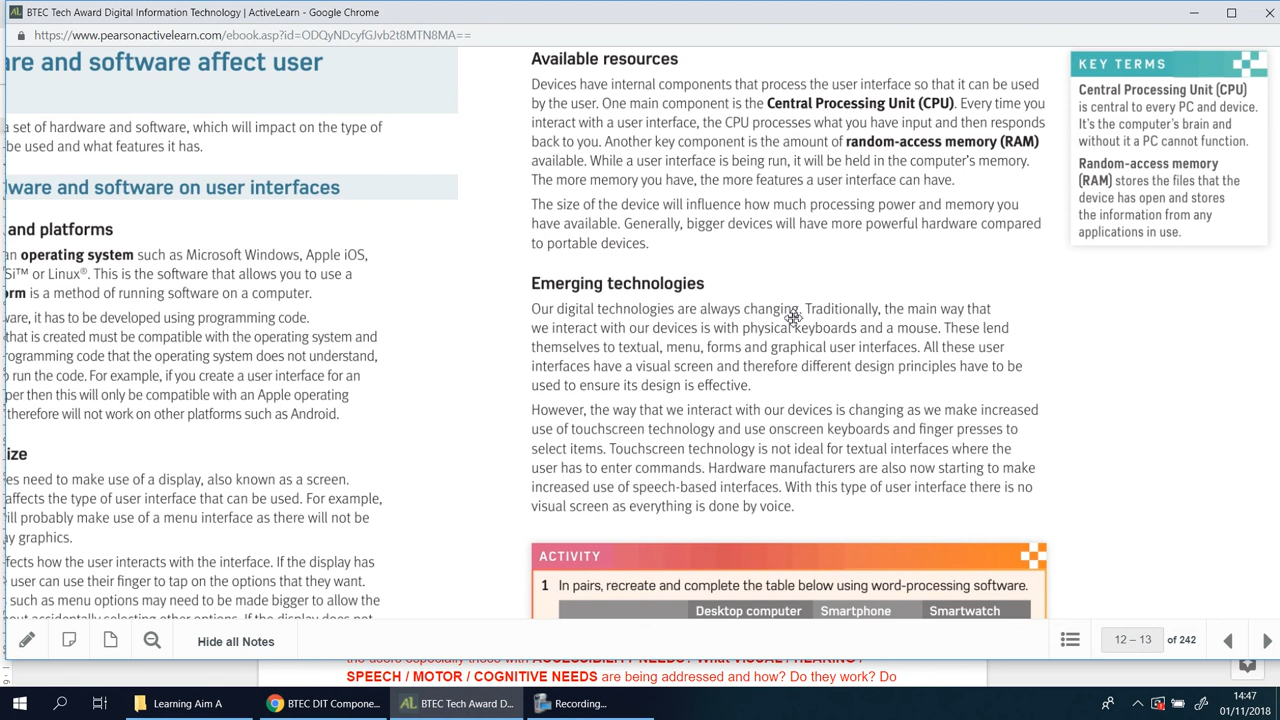 BTEC Tech Award Digital Information Technology | ActiveLearn - Google Chrome
https://www.pearsonactivelearn.com/ebook.asp?id=ODQyNDcyfGJvb2t8MTN8MA==
re and software affect user
a set of hardware and software, which will impact on the type of
be used and what features it has.
ware and software on user interfaces
and platforms
an operating system such as Microsoft Windows, Apple iOS,
Si™ or Linux®. This is the software that allows you to use a
orm is a method of running software on a computer.
ware, it has to be developed using programming code.
that is created must be compatible with the operating system and
rogramming code that the operating system does not understand,
o run the code. For example, if you create a user interface for an
per then this will only be compatible with an Apple operating
therefore will not work on other platforms such as Android.
ize
es need to make use of a display, also known as a screen.
affects the type of user interface that can be used. For example,
ill probably make use of a menu interface as there will not be
ay graphics.
ffects how the user interacts with the interface. If the display has
user can use their finger to tap on the options that they want.
such as menu options may need to be made bigger to allow the
out accidentally selecting other options. If the display does not
Available resources
Devices have internal components that process the user interface so that it can be used
by the user. One main component is the Central Processing Unit (CPU). Every time you
interact with a user interface, the CPU processes what you have input and then responds
back to you. Another key component is the amount of random-access memory (RAM)
available. While a user interface is being run, it will be held in the computer's memory.
The more memory you have, the more features a user interface can have.
The size of the device will influence how much processing power and memory you
have available. Generally, bigger devices will have more powerful hardware compared
to portable devices.
Emerging technologies
Our digital technologies are always changing. Traditionally, the main way that
we interact with our devices is with physical keyboards and a mouse. These lend
themselves to textual, menu, forms and graphical user interfaces. All these user
interfaces have a visual screen and therefore different design principles have to be
used to ensure its design is effective.
However, the way that we interact with our devices is changing as we make increased
use of touchscreen technology and use onscreen keyboards and finger presses to
select items. Touchscreen technology is not ideal for textual interfaces where the
user has to enter commands. Hardware manufacturers are also now starting to make
increased use of speech-based interfaces. With this type of user interface there is no
visual screen as everything is done by voice.
ACTIVITY
1 In pairs, recreate and complete the table below using word-processing software.
Desktop computer Smartphone Smartwatch
KEY TERMS
Central Processing Unit (CPU)
is central to every PC and device.
It's the computer's brain and
without it a PC cannot function.
Random-access memory
(RAM) stores the files that the
device has open and stores
the information from any
applications in use.
Hide all Notes
12 – 13 of 242
the users especially those with ACCESSIBILITY NEEDS? What VISUAL / HEARING /
SPEECH / MOTOR / COGNITIVE NEEDS are being addressed and how? Do they work? Do
Learning Aim A
BTEC DIT Compone...
BTEC Tech Award D...
Recording...
14:47
01/11/2018